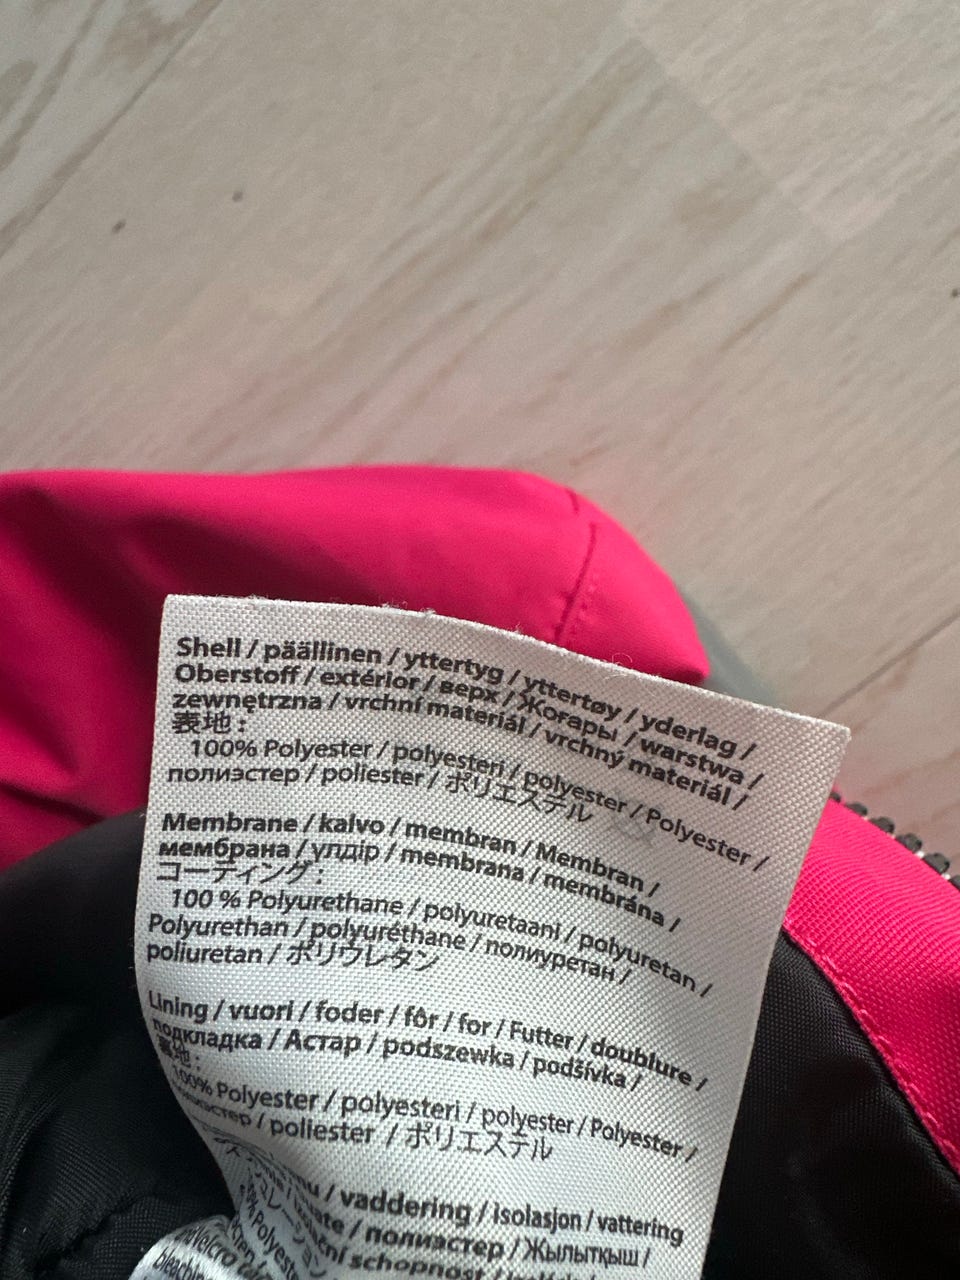 Shell / päällinen / yttertyg / yttertøy / yderlag /
Oberstoff / extérior / верх / Жоғары / warstwa /
zewnętrzna / vrchní materiál / vrchný materiál /
表地 :
100% Polyester / polyesteri / polyester / Polyester /
полиэстер / poliester / ポリエステル
Membrane / kalvo / membran / Membran /
мембрана / үлдір / membrana / membrána /
コーティング :
100 % Polyurethane / polyuretaani / polyuretan /
Polyurethan / polyuréthane / полиуретан /
poliuretan / ポリウレタン
Lining / vuori / foder / fôr / for / Futter / doublure /
подкладка / Астар / podszewka / podšívka /
裏地 :
100% Polyester / polyesteri / polyester / Polyester /
полиэстер / poliester / ポリエステル
/ vaddering / isolasjon / vattering
/ полиэстер / Жылытқыш /
schopnost /
100% Polyester